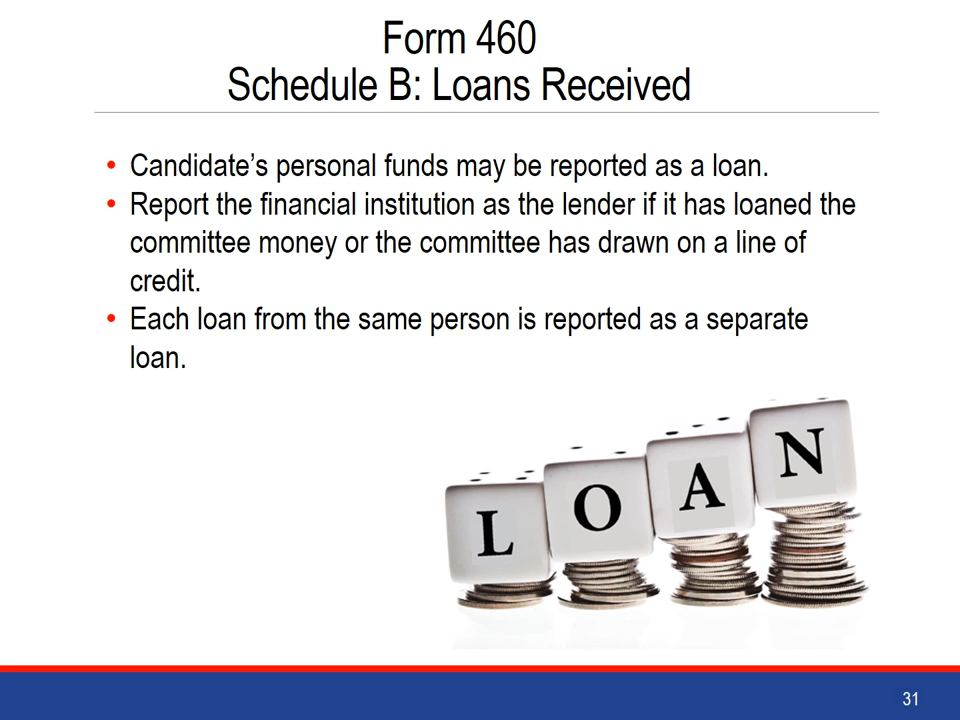 Form 460
Schedule B: Loans Received
• Candidate’s personal funds may be reported as a loan.
• Report the financial institution as the lender if it has loaned the
committee money or the committee has drawn on a line of
credit.
• Each loan from the same person is reported as a separate
loan.
LOAN
31